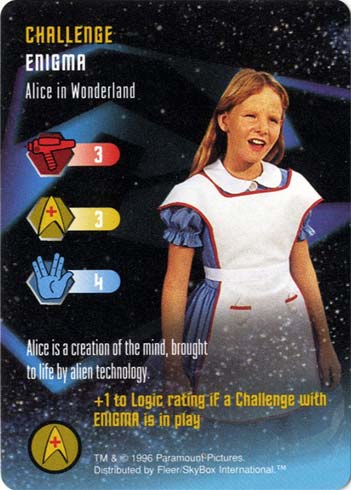 CHALLENGE
ENIGMA
Alice in Wonderland
3
3
4
Alice is a creation of the mind, brought
to life by alien technology.
+1 to Logic rating if a Challenge with
ENIGMA is in play
TM & © 1996 Paramount Pictures.
Distributed by Fleer/SkyBox International.™